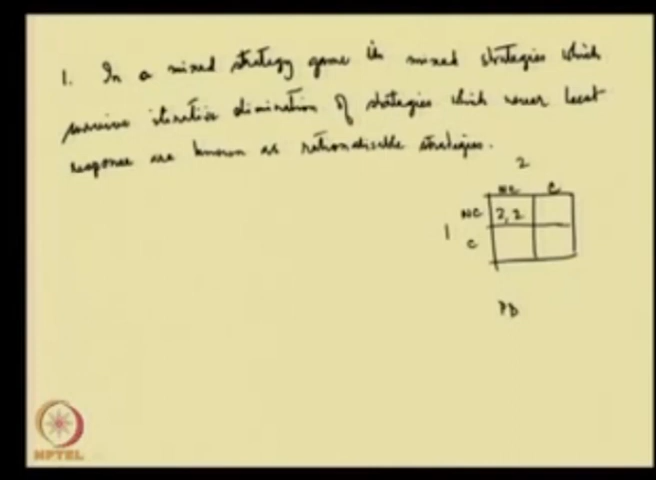 1. In a mixed strategy game the mixed strategies which
survive iterative elimination of strategies which never best
response are known as rationalisable strategies.
2
NC C
NC 2, 2
1
C
PD
NPTEL